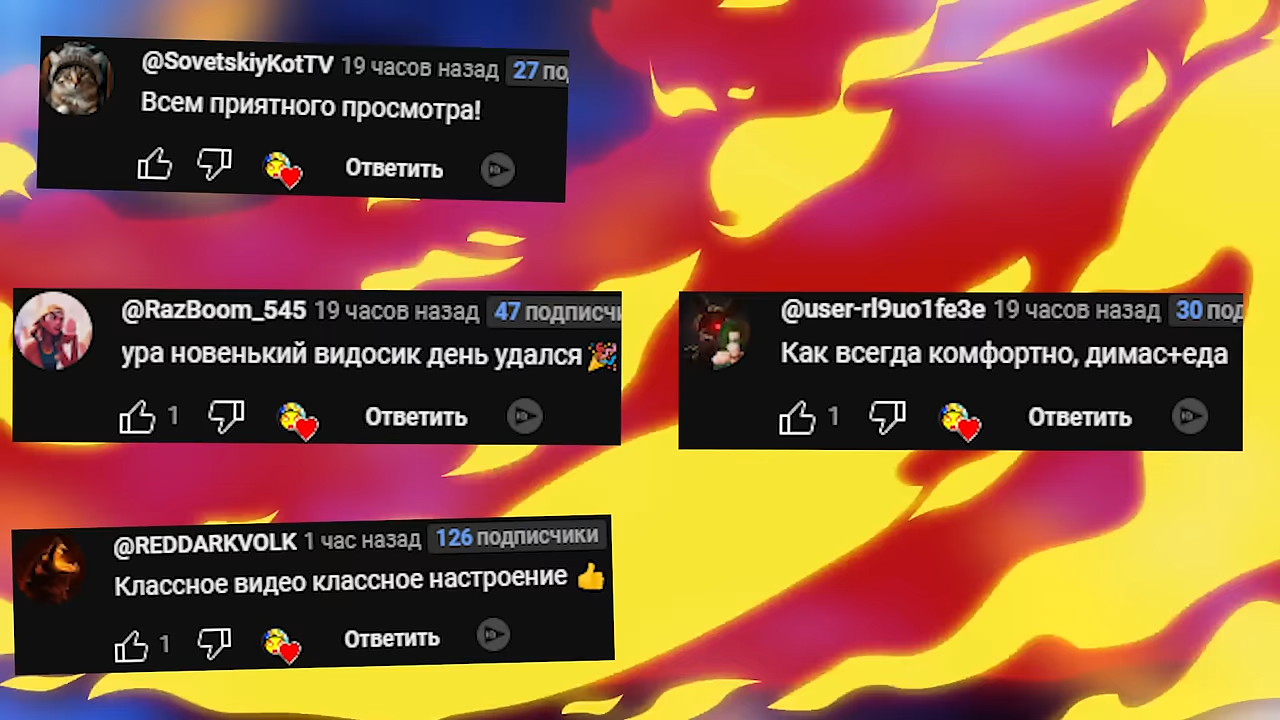 @SovetskiyKotTV 19 часов назад 27
Всем приятного просмотра!
Ответить
@RazBoom_545 19 часов назад 47 подписчи
ура новенький видосик день удался 🎉
1 Ответить
@user-rl9uo1fe3e 19 часов назад 30 под
Как всегда комфортно, димас+еда
1 Ответить
@REDDARKVOLK 1 час назад 126 подписчики
Классное видео классное настроение 👍
1 Ответить